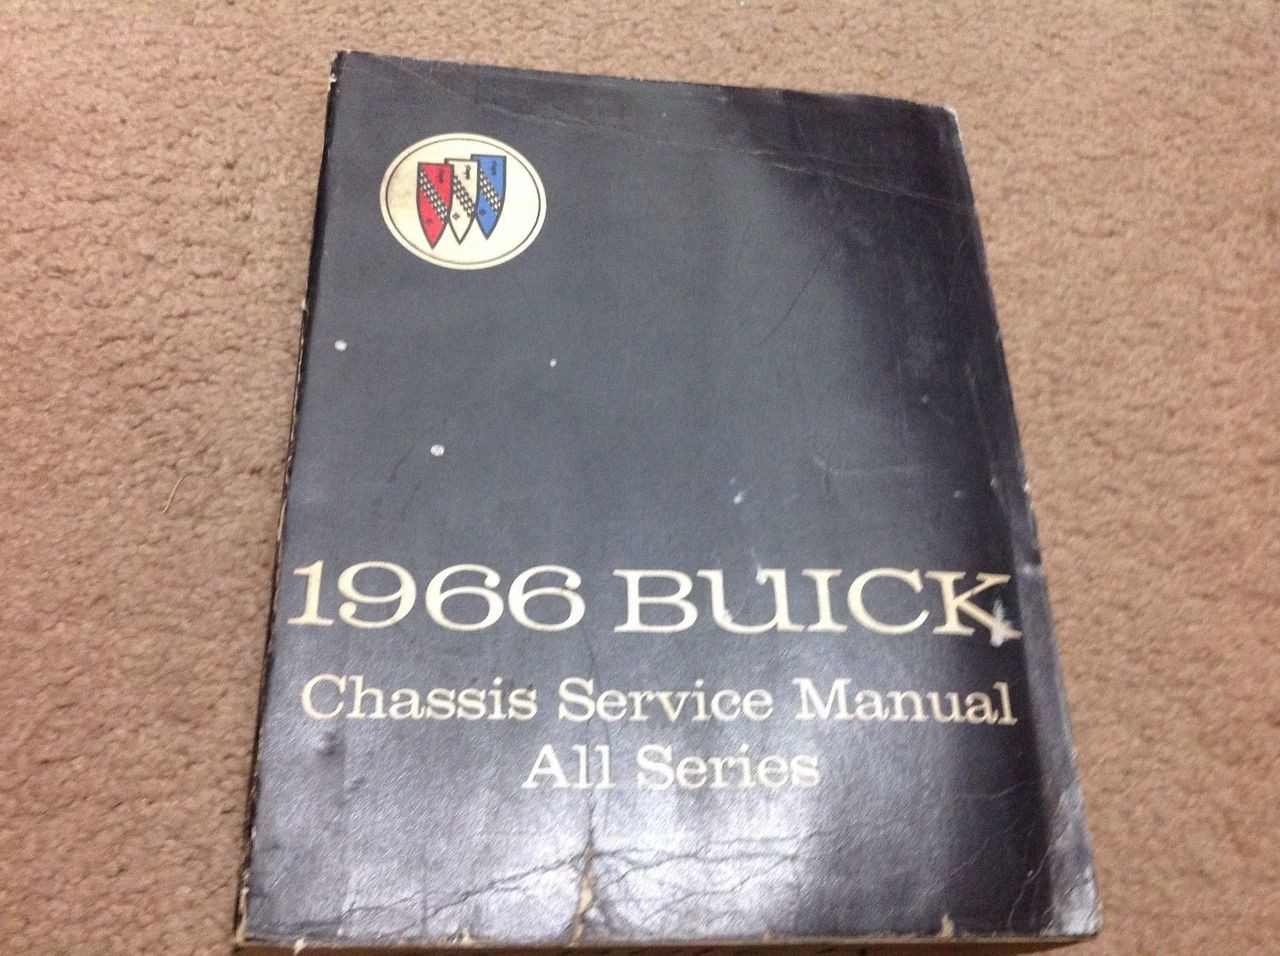 1966 BUICK
Chassis Service Manual
All Series